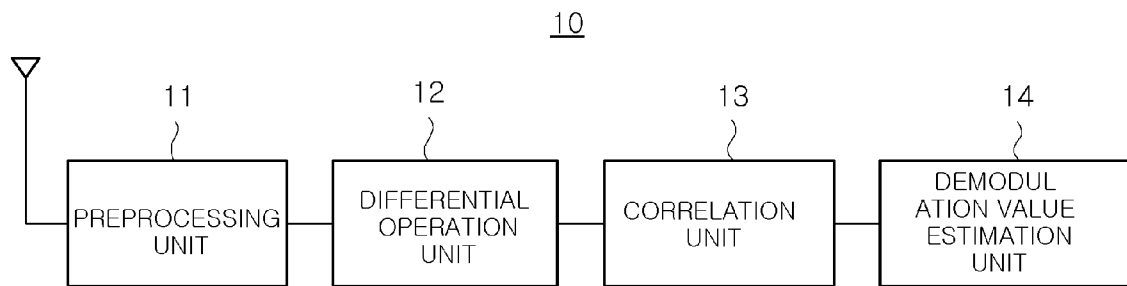 10
11
12
13
14
PREPROCESSING
UNIT
DIFFERENTIAL
OPERATION
UNIT
CORRELATION
UNIT
DEMODUL
ATION VALUE
ESTIMATION
UNIT